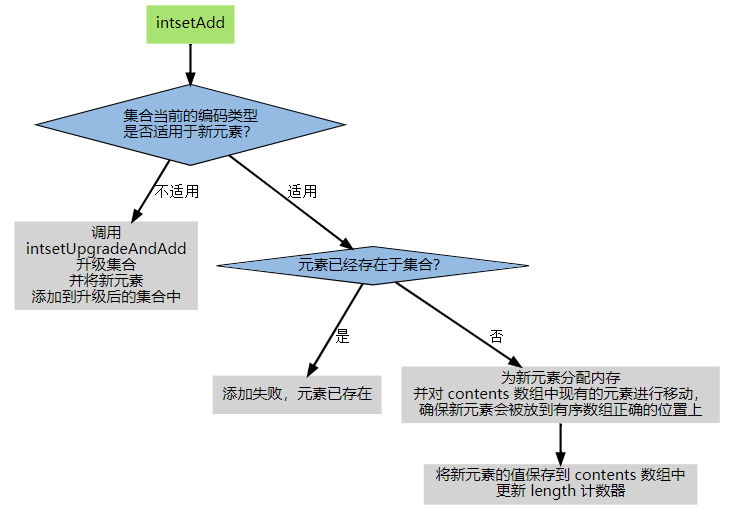 intsetAdd
集合当前的编码类型
是否适用于新元素？
不适用
适用
调用
intsetUpgradeAndAdd
升级集合
并将新元素
添加到升级后的集合中
元素已经存在于集合？
是
否
添加失败，元素已存在
为新元素分配内存
并对 contents 数组中现有的元素进行移动，
确保新元素会被放到有序数组正确的位置上
将新元素的值保存到 contents 数组中
更新 length 计数器